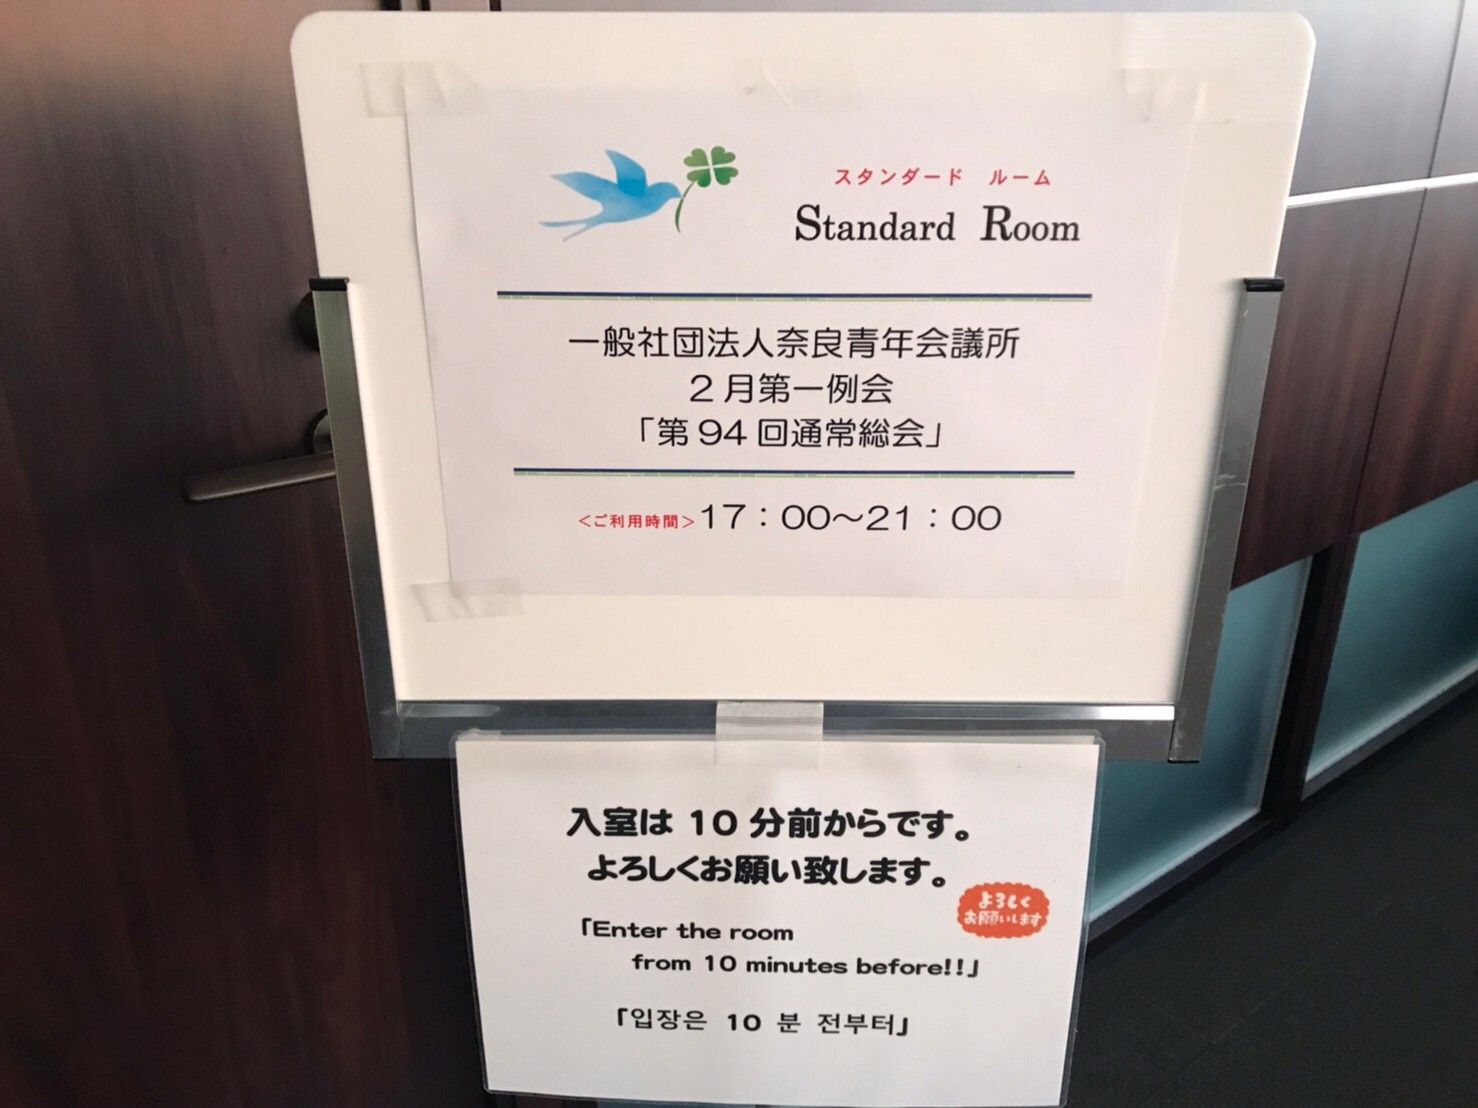 スタンダード ルーム
Standard Room
一般社団法人奈良青年会議所
２月第一例会
「第94回通常総会」
＜ご利用時間＞17：00～21：00
入室は 10 分前からです。
よろしくお願い致します。
よろしく
お願いします
「Enter the room
from 10 minutes before!!」
「입장은 10 분 전부터」